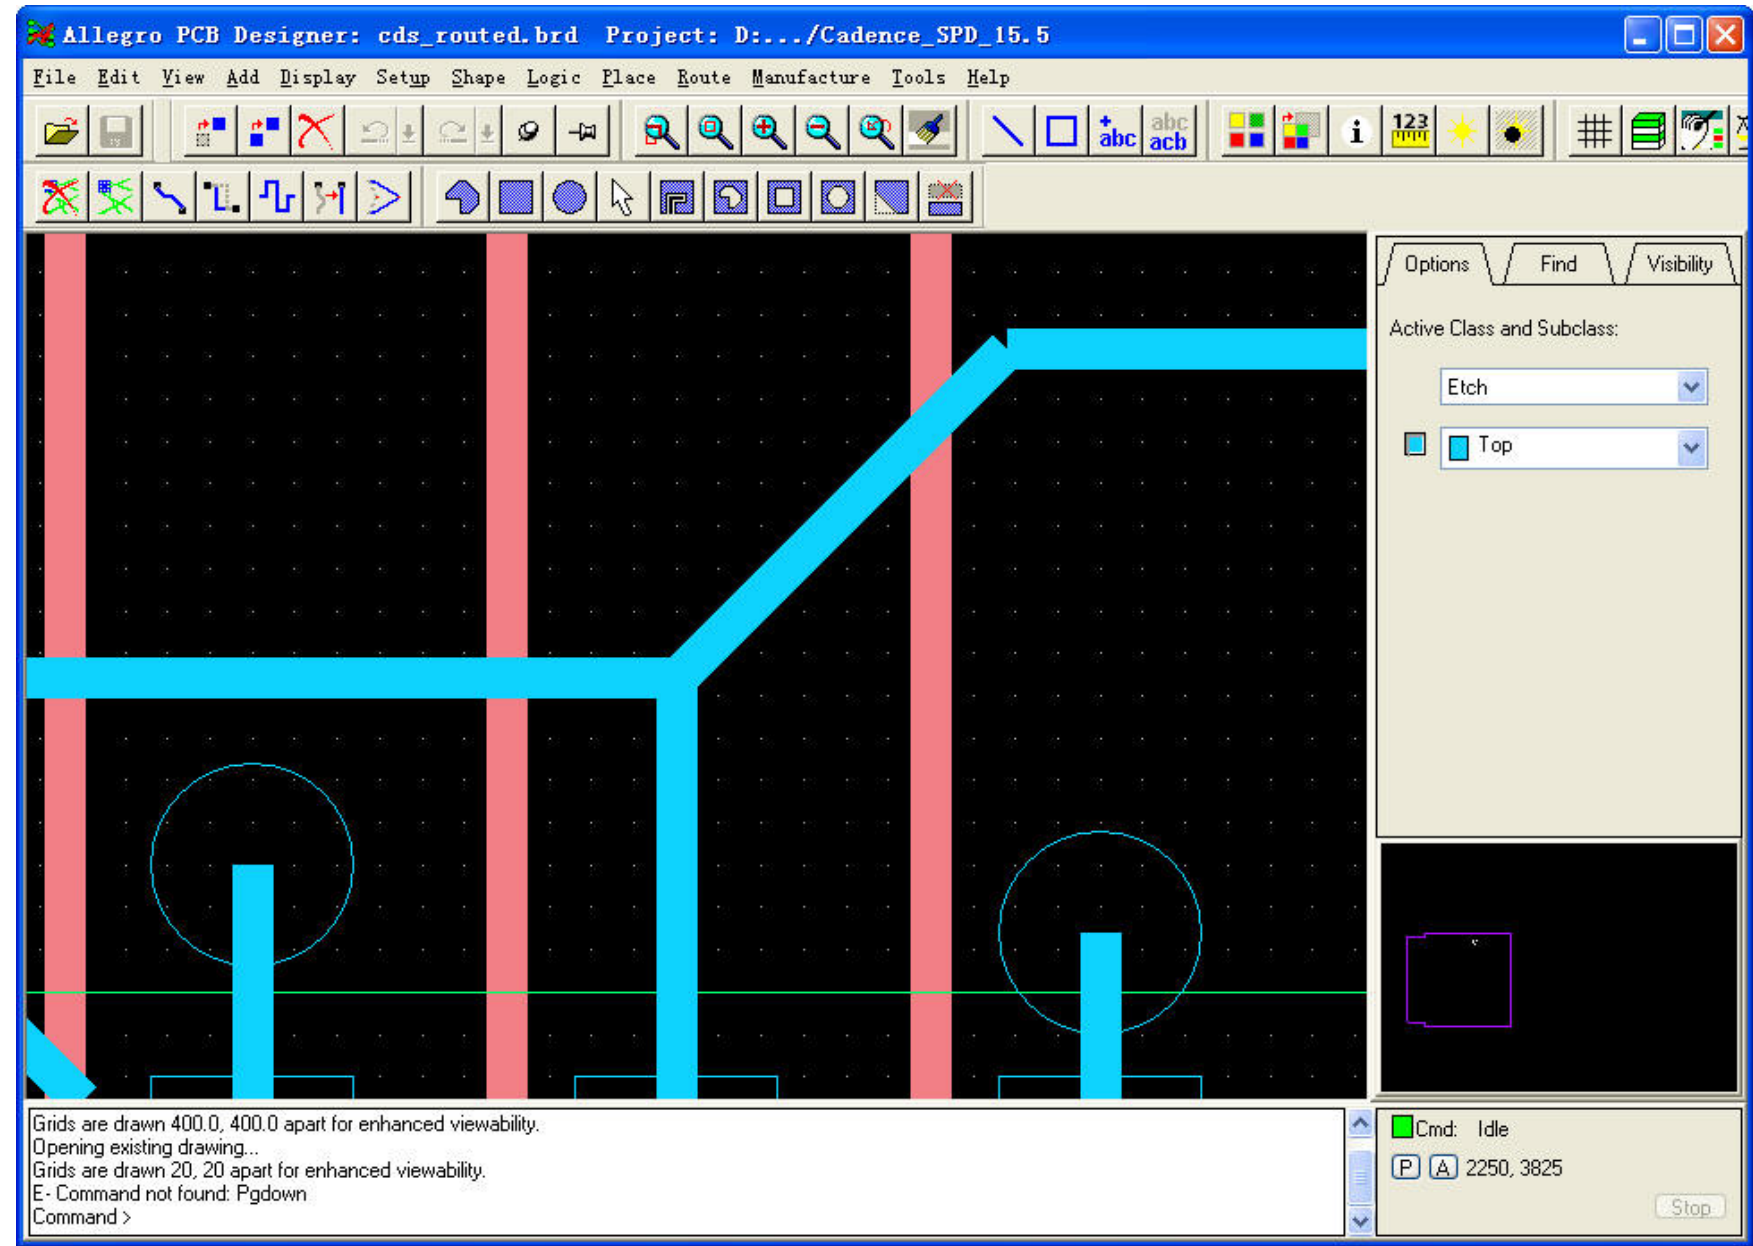 Allegro PCB Designer: cds_routed.brd Project: D:.../Cadence_SPD_15.5
File Edit View Add Display Setup Shape Logic Place Route Manufacture Tools Help
+abc abc acb i 123
Options Find Visibility
Active Class and Subclass:
Etch
Top
Grids are drawn 400.0, 400.0 apart for enhanced viewability.
Opening existing drawing...
Grids are drawn 20, 20 apart for enhanced viewability.
E- Command not found: Pgdown
Command >
Cmd: Idle
P A 2250, 3825
Stop